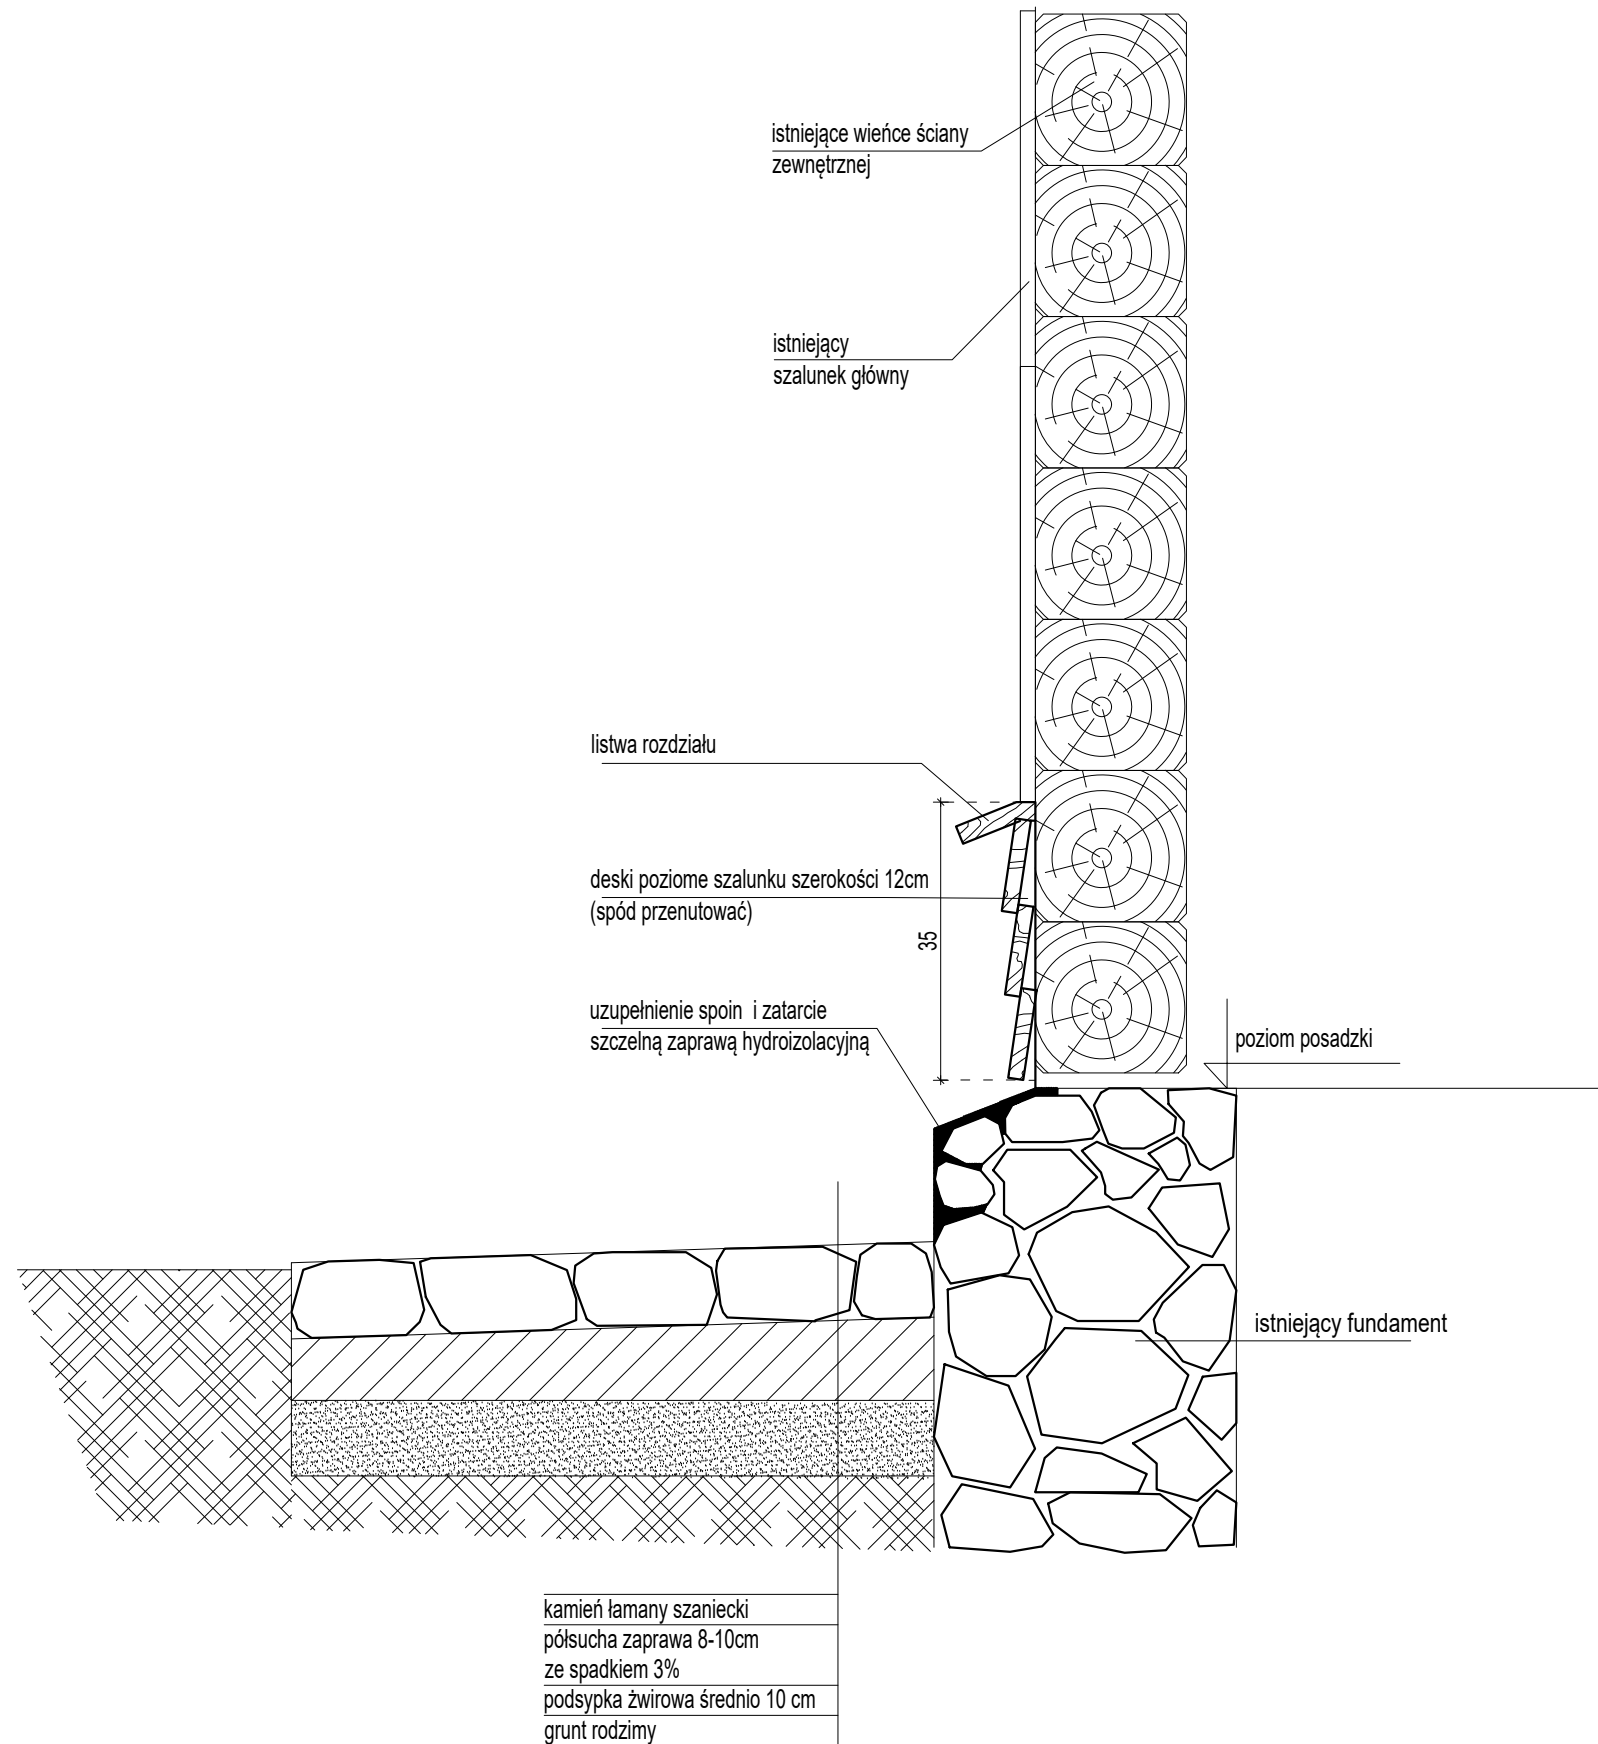 istniejące wieńce ściany
zewnętrznej
istniejący
szalunek główny
listwa rozdziału
deski poziome szalunku szerokości 12cm
(spód przenutować)
35
uzupełnienie spoin i zatarcie
szczelną zaprawą hydroizolacyjną
poziom posadzki
istniejący fundament
kamień łamany szaniecki
półsucha zaprawa 8-10cm
ze spadkiem 3%
podsypka żwirowa średnio 10 cm
grunt rodzimy